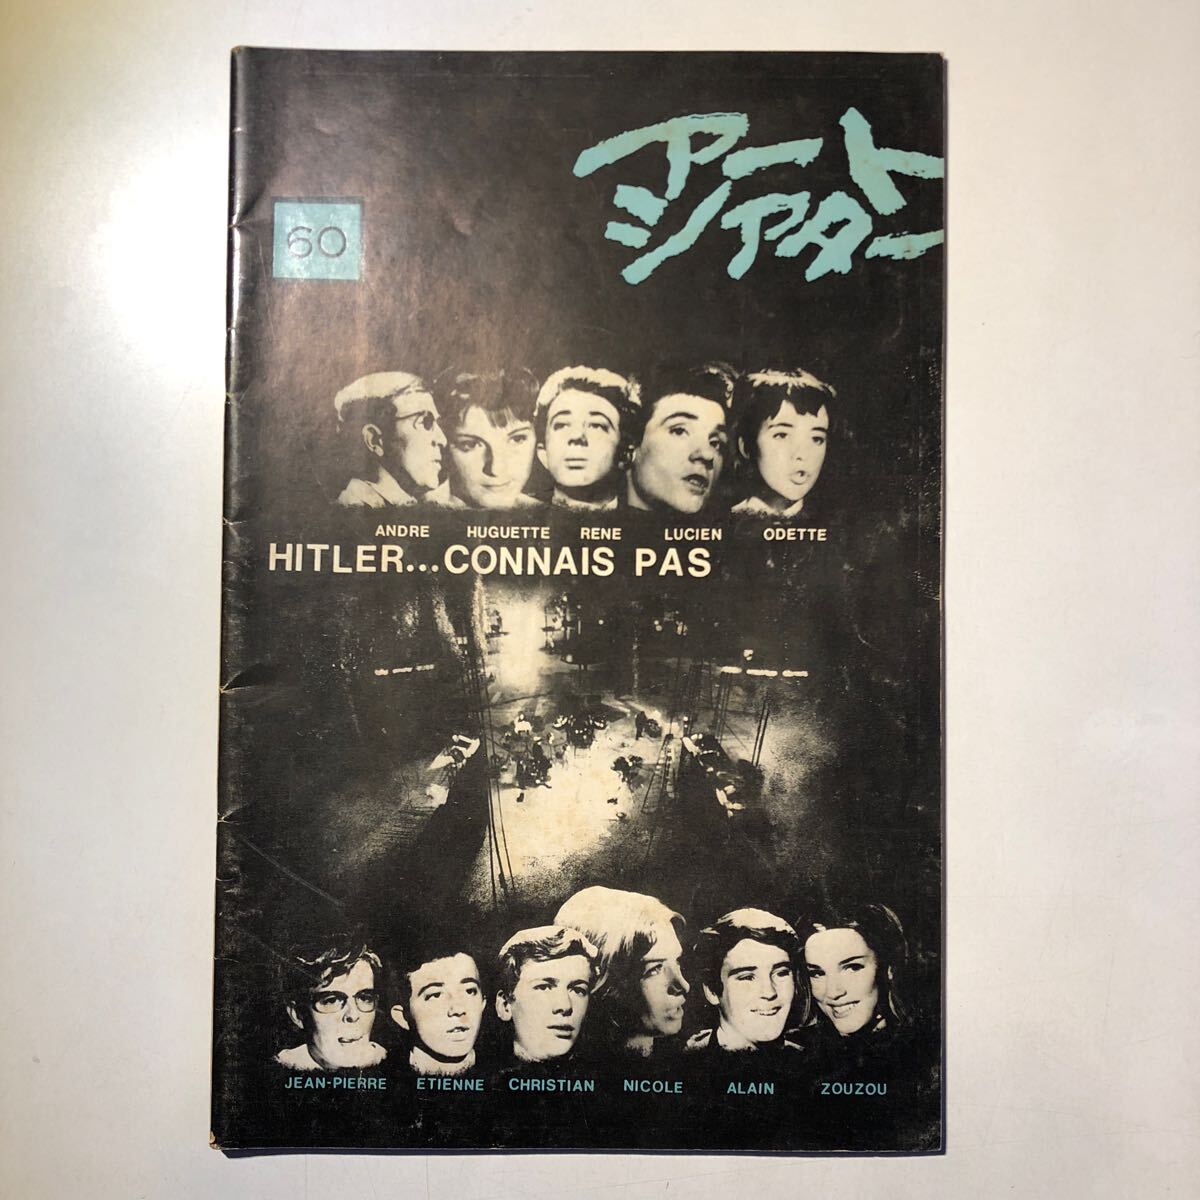 アート
シアター
60
ANDRE HUGUETTE RENE LUCIEN ODETTE
HITLER...CONNAIS PAS
JEAN-PIERRE ETIENNE CHRISTIAN NICOLE ALAIN ZOUZOU